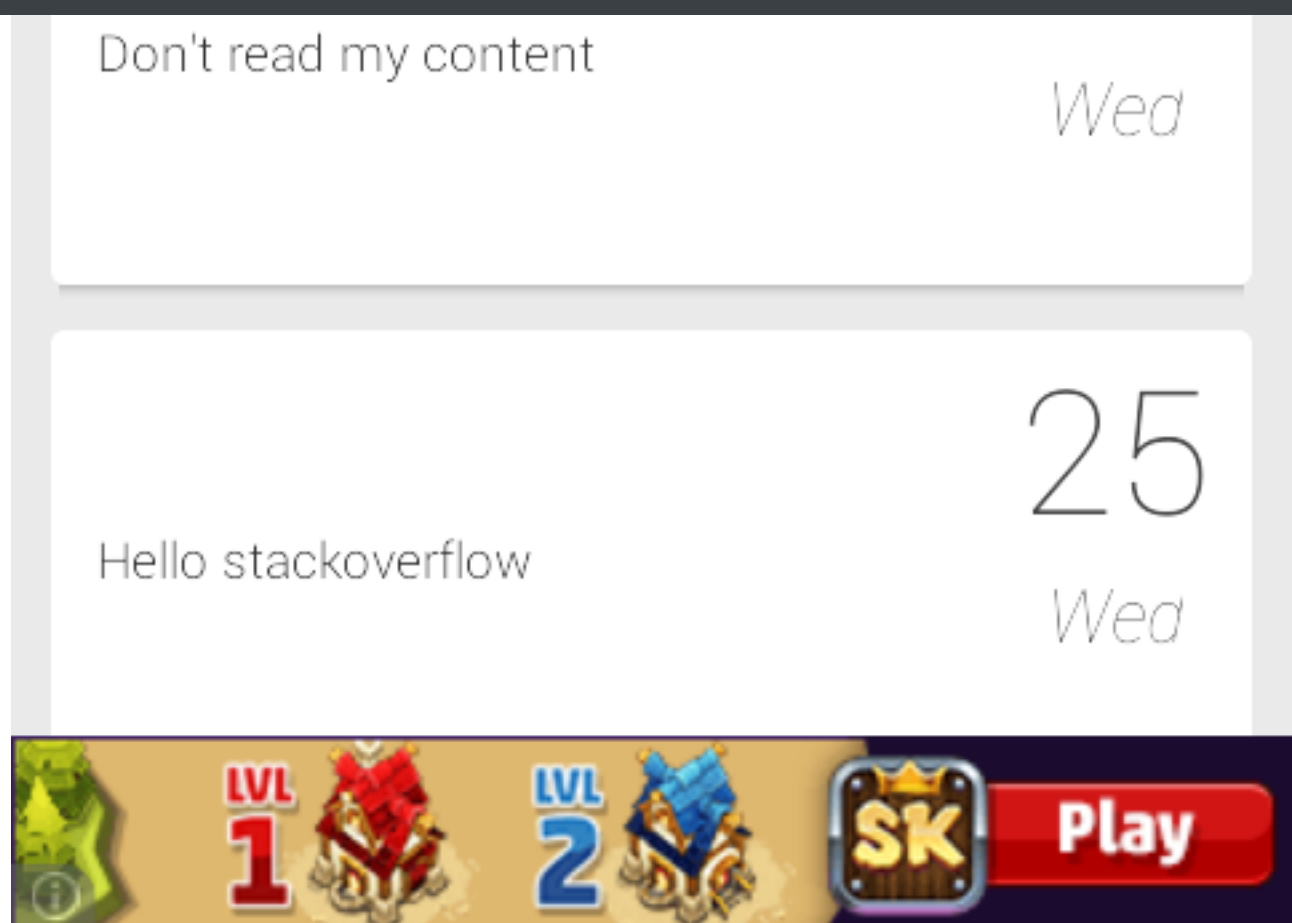 Don't read my content
Wed
25
Hello stackoverflow
Wed
LVL
1
LVL
2
SK
Play